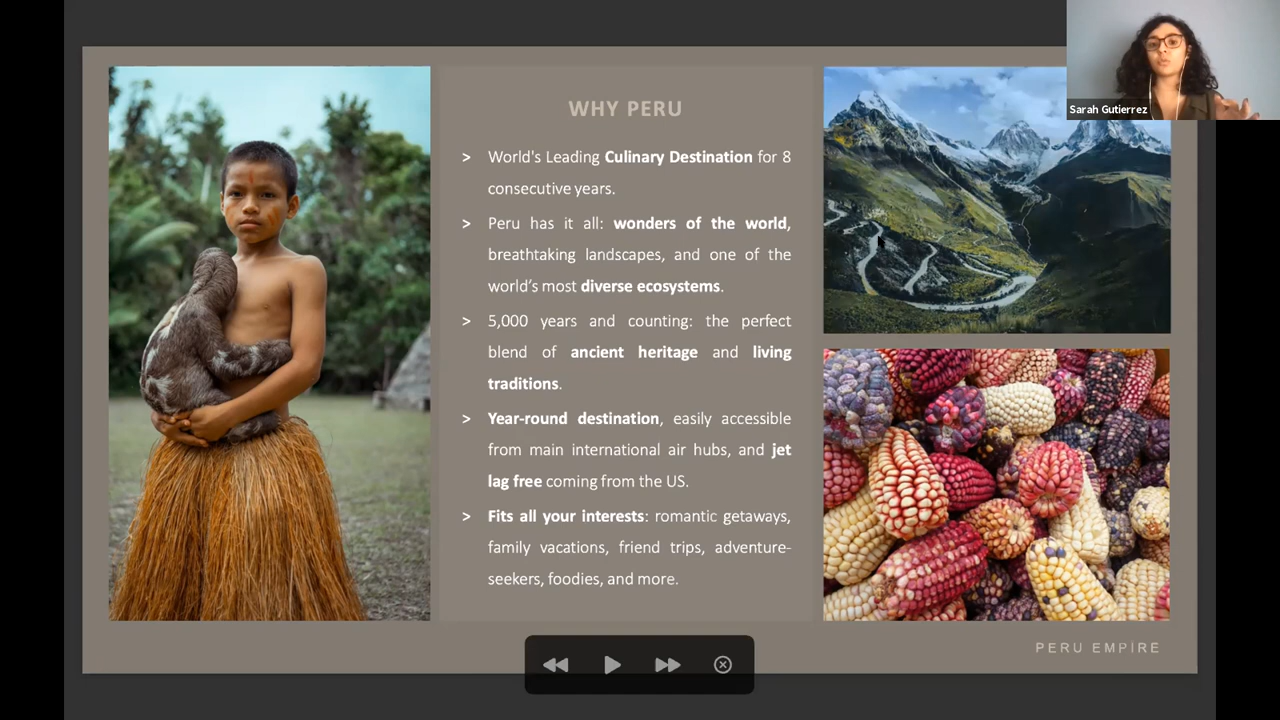 Sarah Gutierrez
WHY PERU
> World's Leading Culinary Destination for 8
consecutive years.
> Peru has it all: wonders of the world,
breathtaking landscapes, and one of the
world’s most diverse ecosystems.
> 5,000 years and counting: the perfect
blend of ancient heritage and living
traditions.
> Year-round destination, easily accessible
from main international air hubs, and jet
lag free coming from the US.
> Fits all your interests: romantic getaways,
family vacations, friend trips, adventure-
seekers, foodies, and more.
PERU EMPIRE